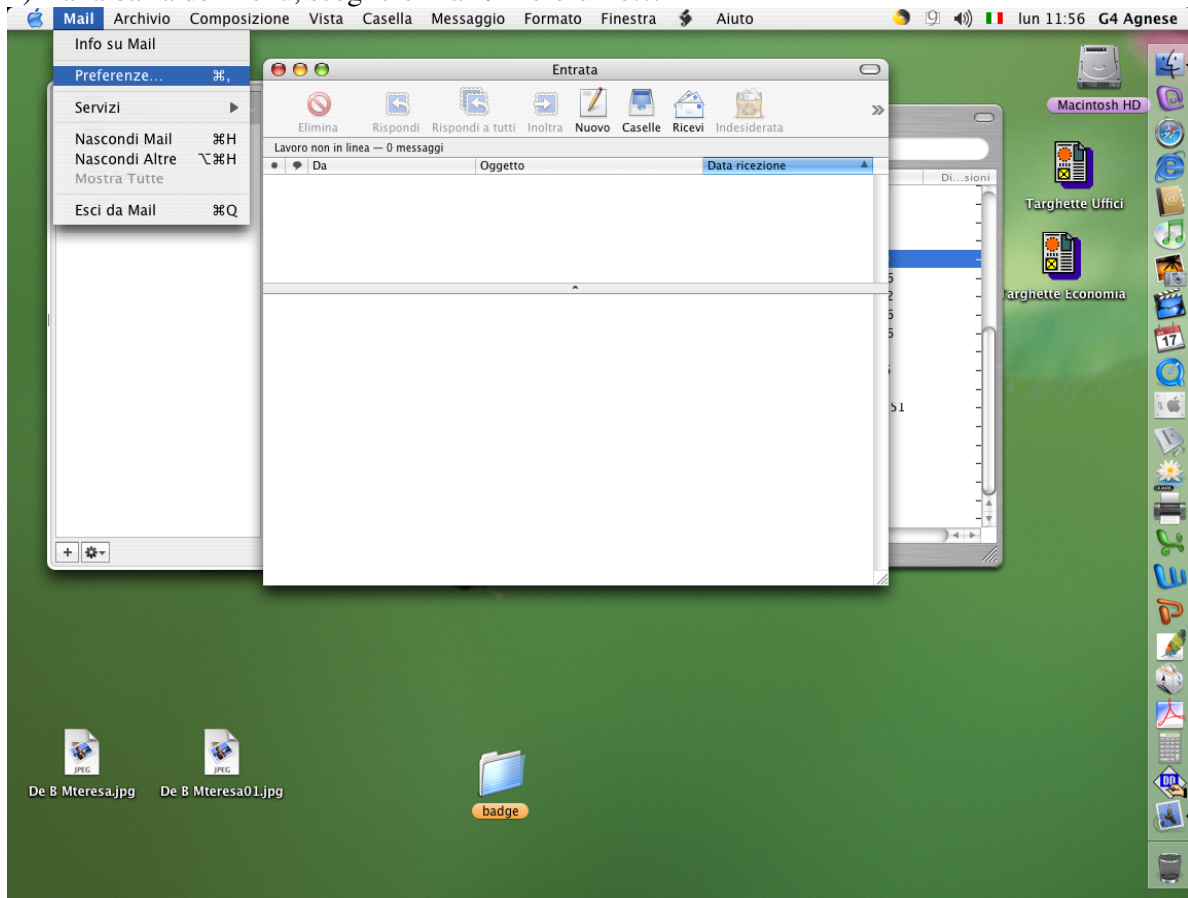 Mail Archivio Composizione Vista Casella Messaggio Formato Finestra Aiuto lun 11:56 G4 Agnese
Info su Mail
Preferenze... ⌘,
Servizi
Nascondi Mail ⌘H
Nascondi Altre ⌥⌘H
Mostra Tutte
Esci da Mail ⌘Q
Entrata
Elimina Rispondi Rispondi a tutti Inoltra Nuovo Caselle Ricevi Indesiderata
Lavoro non in linea — 0 messaggi
Da Oggetto Data ricezione
Di...sioni
51
Macintosh HD
Targhette Uffici
Targhette Economia
17
JPEG
De B Mteresa.jpg
JPEG
De B Mteresa01.jpg
badge